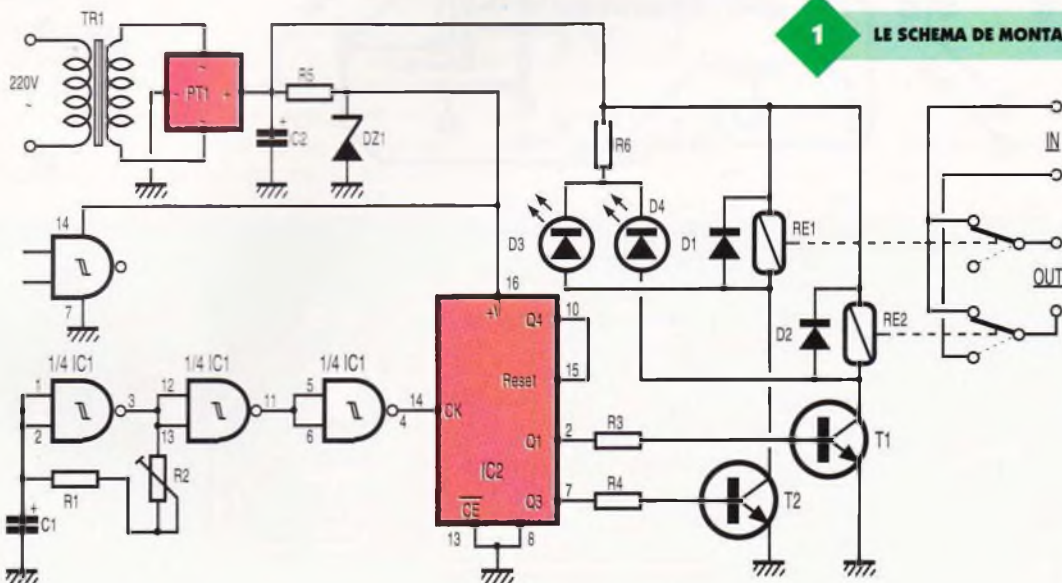 1 LE SCHEMA DE MONTA
TR1
220V
~
~
- PT1 +
~
R5
+
C2
DZ1
R6
D3
D4
D1
RE1
IN
OUT
D2
RE2
14
7
16
+V
Q4
10
Reset
15
1/4 IC1
1/4 IC1
1/4 IC1
1
2
3
12
13
11
5
6
4
14
CK
Q1
2
R3
T1
IC2
Q3
7
R4
T2
CE
13
8
R1
R2
+
C1